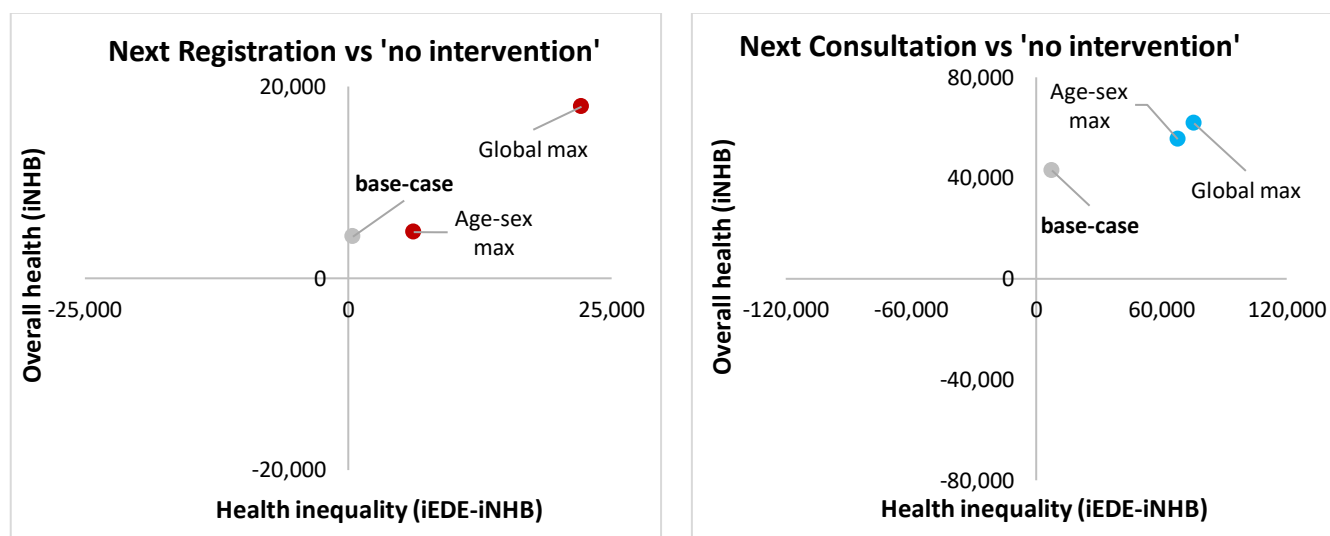 Next Registration vs 'no intervention'
20,000
Global max
base-case
Age-sex
max
0
-25,000
0
25,000
-20,000
Overall health (iNHB)
Health inequality (iEDE-iNHB)
Next Consultation vs 'no intervention'
80,000
Age-sex
max
40,000
Global max
base-case
0
-120,000
-60,000
0
60,000
120,000
-40,000
-80,000
Overall health (iNHB)
Health inequality (iEDE-iNHB)